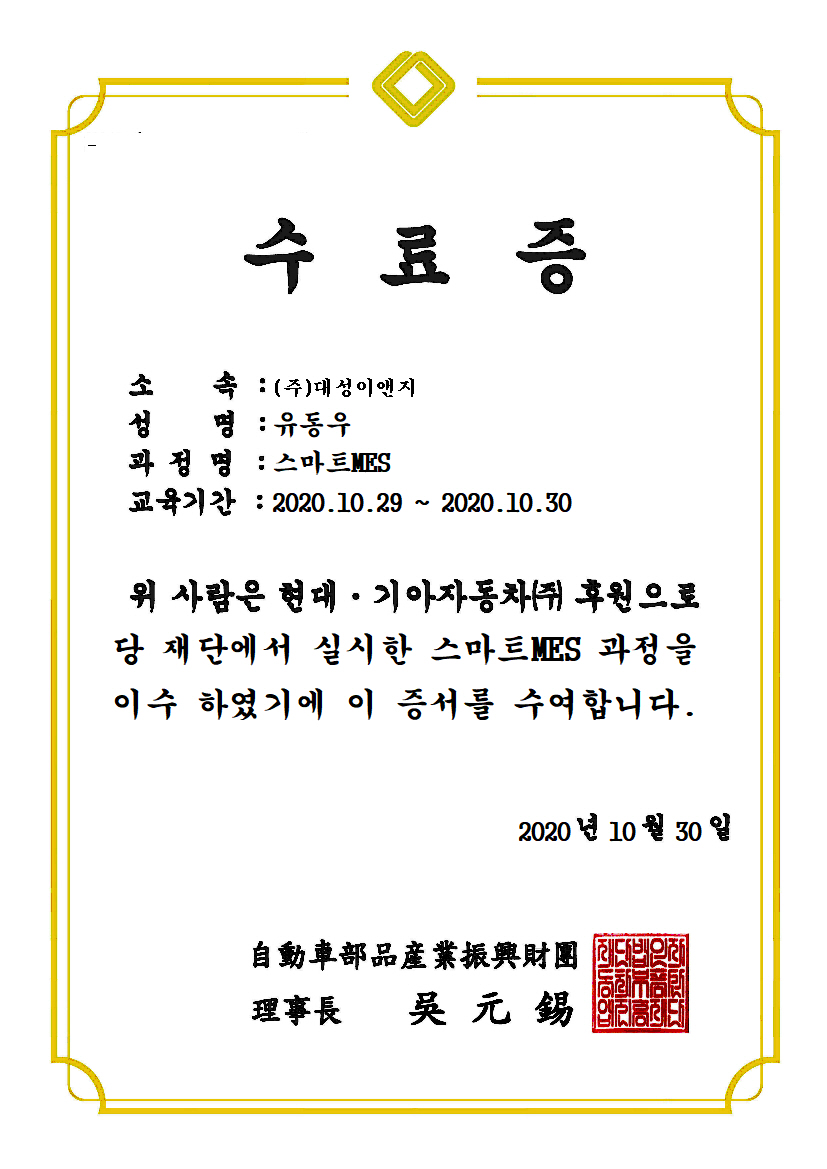 수 료 증
소 속 : (주)대성이앤지
성 명 : 유동우
과 정 명 : 스마트MES
교육기간 : 2020.10.29 ~ 2020.10.30
위 사람은 현대·기아자동차㈜ 후원으로
당 재단에서 실시한 스마트MES 과정을
이수 하였기에 이 증서를 수여합니다.
2020년 10월 30일
自動車部品産業振興財團
理事長 吳元錫